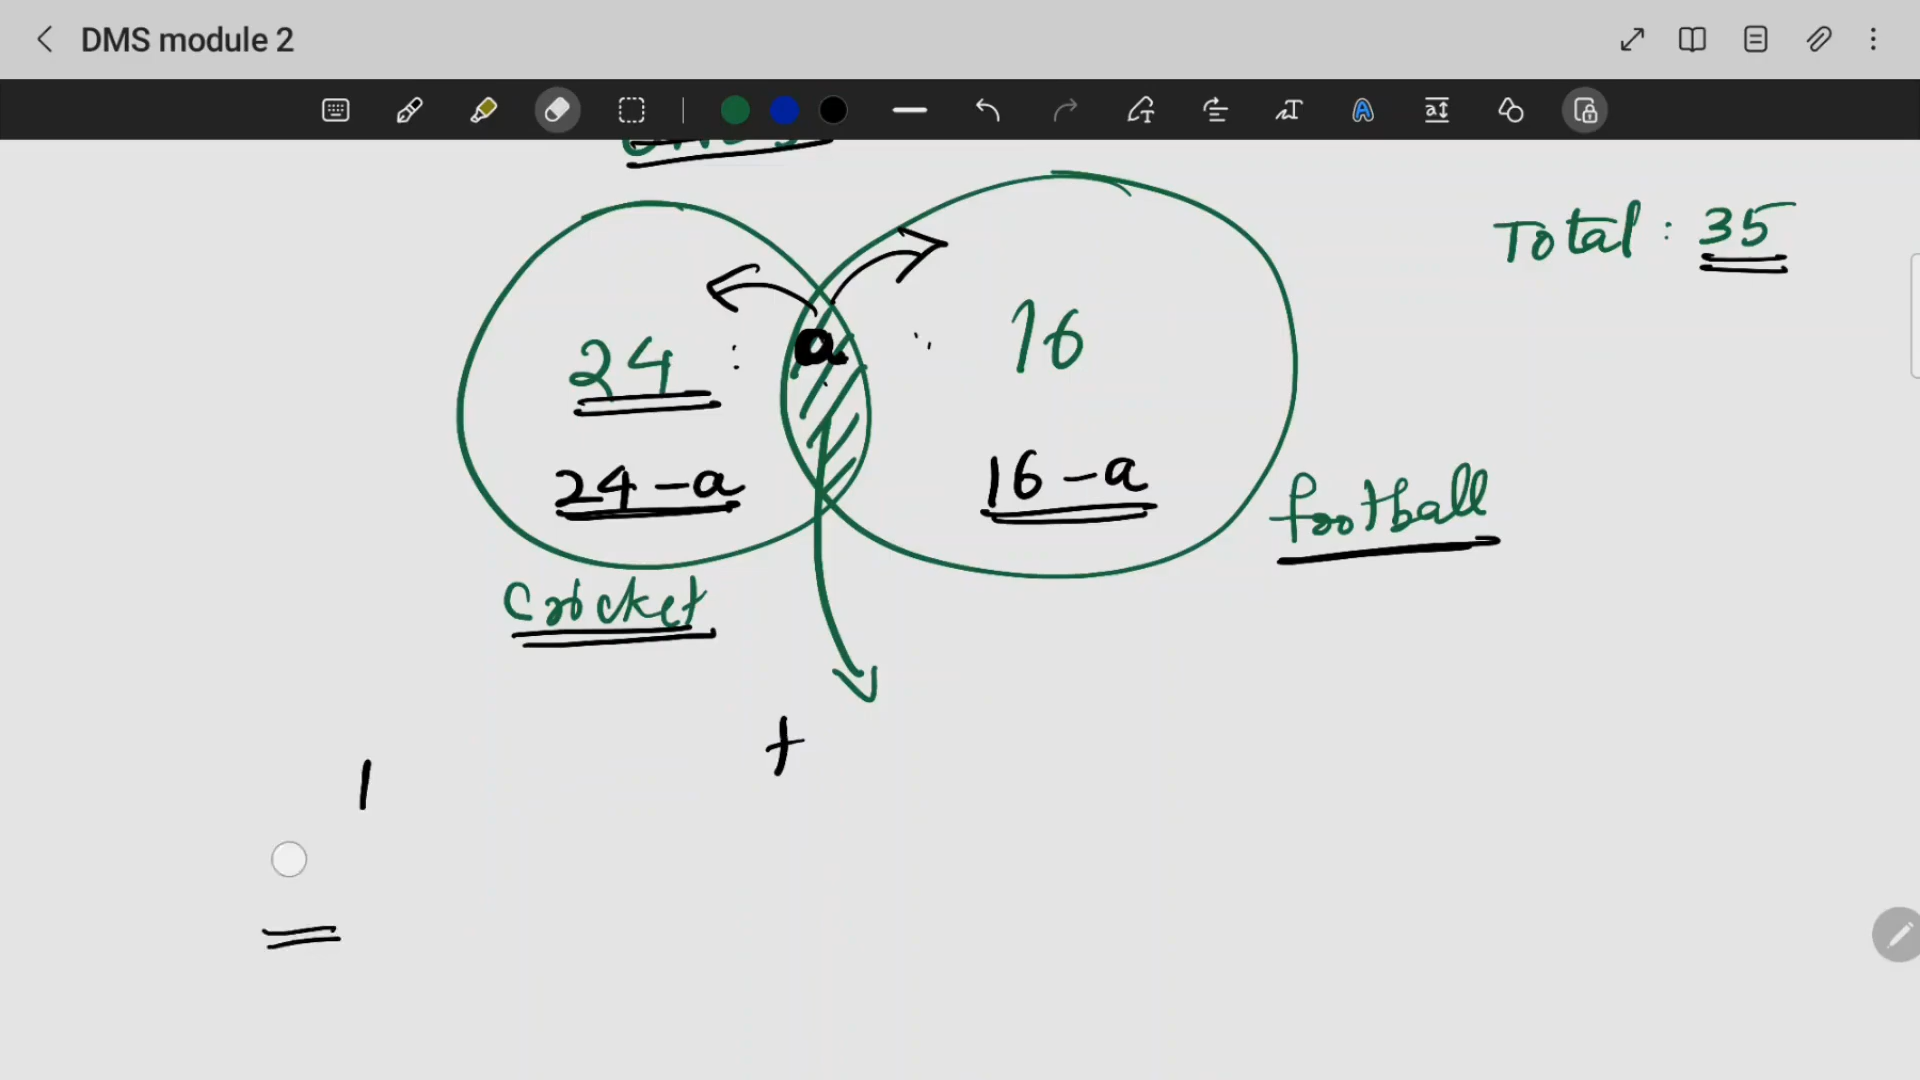 DMS module 2
Total : 35
a
24
16
24 - a
16 - a
football
Cricket
+
1